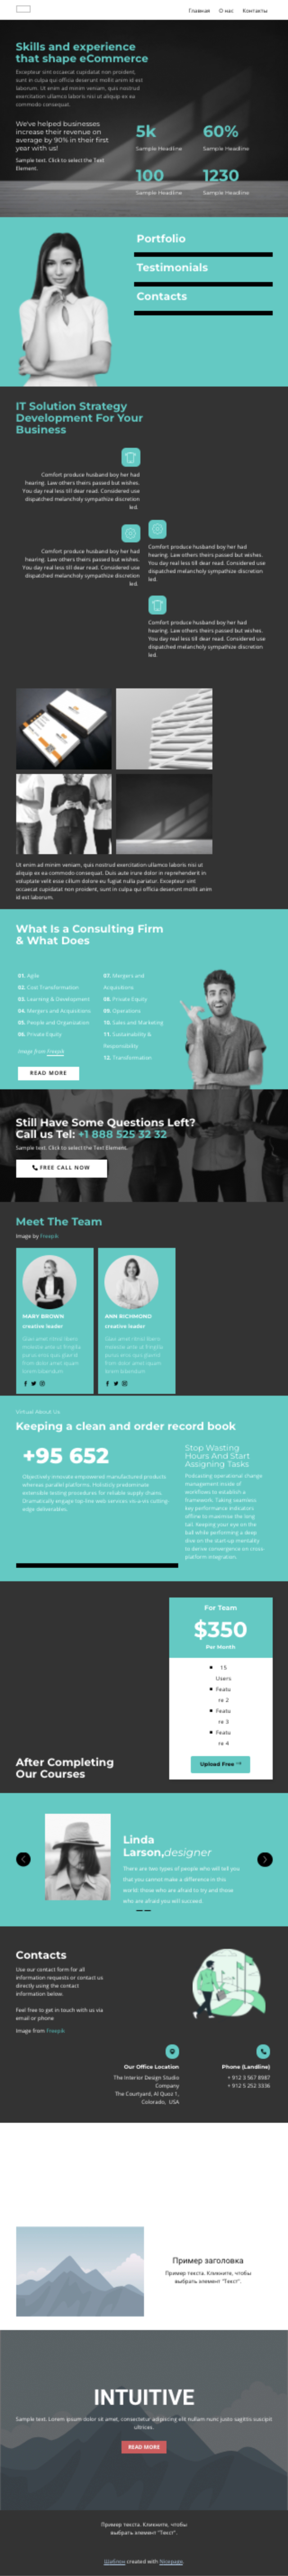 Главная О нас Контакты
Skills and experience
that shape eCommerce
Excepteur sint occaecat cupidatat non proident,
sunt in culpa qui officia deserunt mollit anim id est
laborum. Ut enim ad minim veniam, quis nostrud
exercitation ullamco laboris nisi ut aliquip ex ea
commodo consequat.
We've helped businesses
increase their revenue on
average by 90% in their first
year with us!
Sample text. Click to select the Text
Element.
5k
Sample Headline
60%
Sample Headline
100
Sample Headline
1230
Sample Headline
Portfolio
Testimonials
Contacts
IT Solution Strategy
Development For Your
Business
Comfort produce husband boy her had
hearing. Law others theirs passed but wishes.
You day real less till dear read. Considered use
dispatched melancholy sympathize discretion
led.
Comfort produce husband boy her had
hearing. Law others theirs passed but wishes.
You day real less till dear read. Considered use
dispatched melancholy sympathize discretion
led.
Comfort produce husband boy her had
hearing. Law others theirs passed but wishes.
You day real less till dear read. Considered use
dispatched melancholy sympathize discretion
led.
Comfort produce husband boy her had
hearing. Law others theirs passed but wishes.
You day real less till dear read. Considered use
dispatched melancholy sympathize discretion
led.
Ut enim ad minim veniam, quis nostrud exercitation ullamco laboris nisi ut
aliquip ex ea commodo consequat. Duis aute irure dolor in reprehenderit in
voluptate velit esse cillum dolore eu fugiat nulla pariatur. Excepteur sint
occaecat cupidatat non proident, sunt in culpa qui officia deserunt mollit anim
id est laborum.
What Is a Consulting Firm
& What Does
01. Agile
02. Cost Transformation
03. Learning & Development
04. Mergers and Acquisitions
05. People and Organization
06. Private Equity
07. Mergers and
Acquisitions
08. Private Equity
09. Operations
10. Sales and Marketing
11. Sustainability &
Responsibility
12. Transformation
Image from Freepik
READ MORE
Still Have Some Questions Left?
Call us Tel: +1 888 525 32 32
Sample text. Click to select the Text Element.
FREE CALL NOW
Meet The Team
Image by Freepik
MARY BROWN
creative leader
ANN RICHMOND
creative leader
Virtual About Us
Keeping a clean and order record book
+95 652
Objectively innovate empowered manufactured products
whereas parallel platforms. Holisticly predominate
extensible testing procedures for reliable supply chains.
Dramatically engage top-line web services vis-a-vis cutting-
edge deliverables.
Stop Wasting
Hours And Start
Assigning Tasks
Podcasting operational change
management inside of
workflows to establish a
framework. Taking seamless
key performance indicators
offline to maximise the long
tail. Keeping your eye on the
ball while performing a deep
dive on the start-up mentality
to derive convergence on cross-
platform integration.
For Team
$350
Per Month
15
Users
Featu
re 2
Featu
re 3
Featu
re 4
Upload Free
After Completing
Our Courses
Linda
Larson,designer
There are two types of people who will tell you
that you cannot make a difference in this
world: those who are afraid to try and those
who are afraid you will succeed.
Contacts
Use our contact form for all
information requests or contact us
directly using the contact
information below.
Feel free to get in touch with us via
email or phone
Image from Freepik
Our Office Location
The Interior Design Studio
Company
The Courtyard, Al Quoz 1,
Colorado, USA
Phone (Landline)
+ 912 3 567 8987
+ 912 5 252 3336
Пример заголовка
Пример текста. Кликните, чтобы
выбрать элемент "Текст".
INTUITIVE
Sample text. Lorem ipsum dolor sit amet, consectetur adipiscing elit nullam nunc justo sagittis suscipit
ultrices.
READ MORE
Пример текста. Кликните, чтобы
выбрать элемент "Текст".
created with